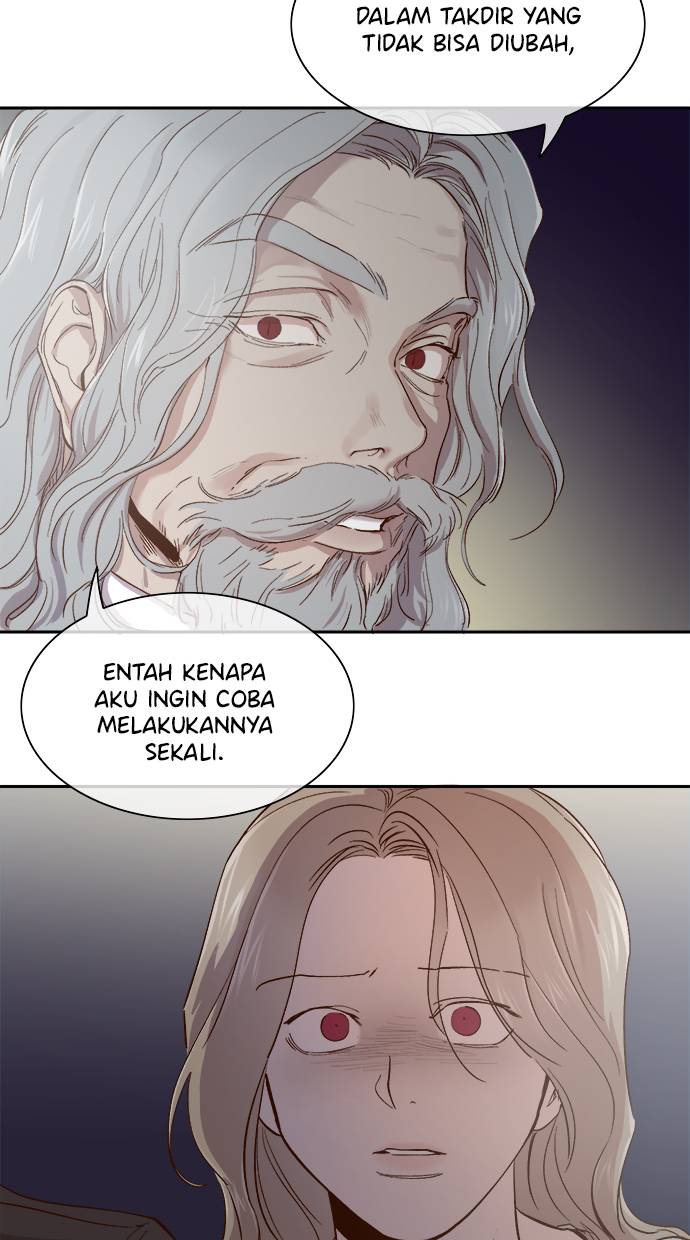 DALAM TAKDIR YANG
TIDAK BISA DIUBAH,
ENTAH KENAPA
AKU INGIN COBA
MELAKUKANNYA
SEKALI.